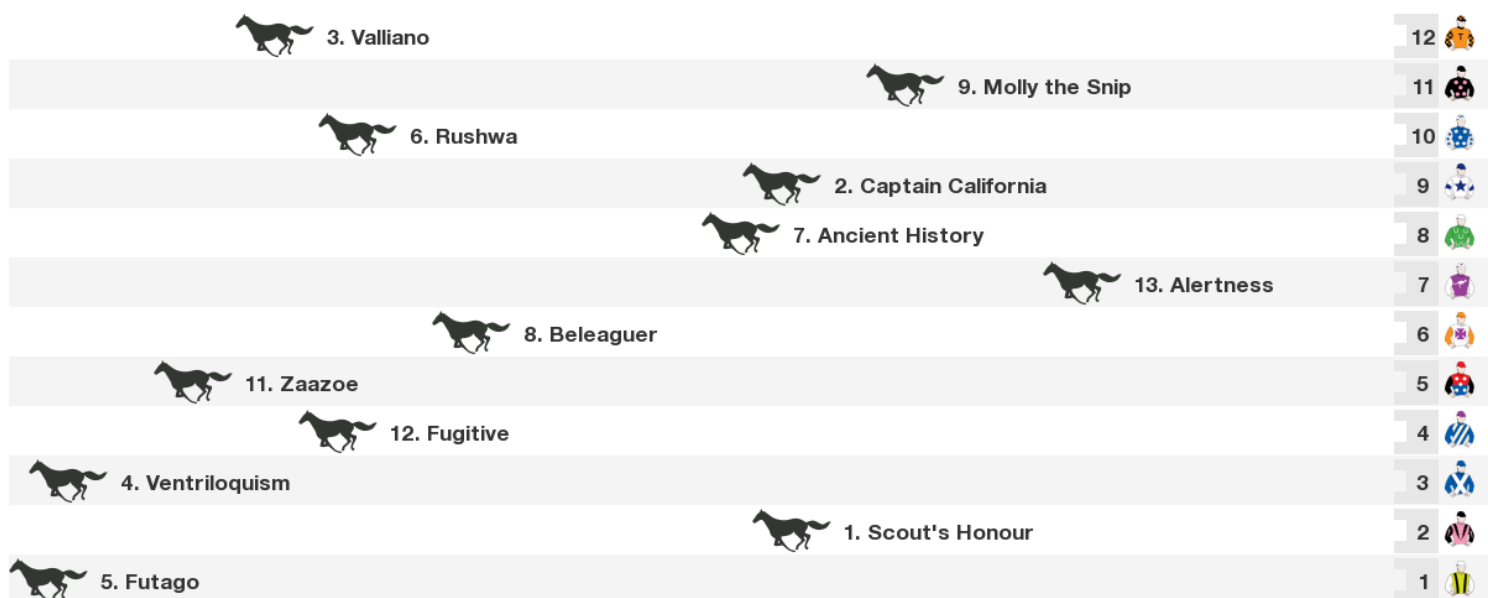 3. Valliano 12
9. Molly the Snip 11
6. Rushwa 10
2. Captain California 9
7. Ancient History 8
13. Alertness 7
8. Beleaguer 6
11. Zaazoe 5
12. Fugitive 4
4. Ventriloquism 3
1. Scout's Honour 2
5. Futago 1